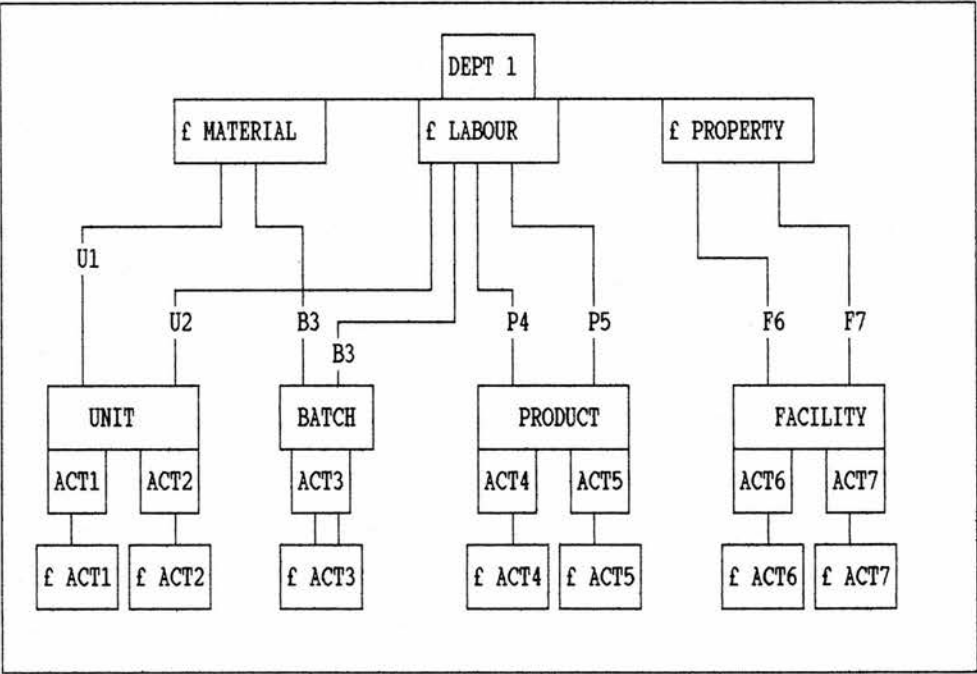 DEPT 1
£ MATERIAL £ LABOUR £ PROPERTY
U1
U2 B3 P4 P5 F6 F7
B3
UNIT BATCH PRODUCT FACILITY
ACT1 ACT2 ACT3 ACT4 ACT5 ACT6 ACT7
£ ACT1 £ ACT2 £ ACT3 £ ACT4 £ ACT5 £ ACT6 £ ACT7